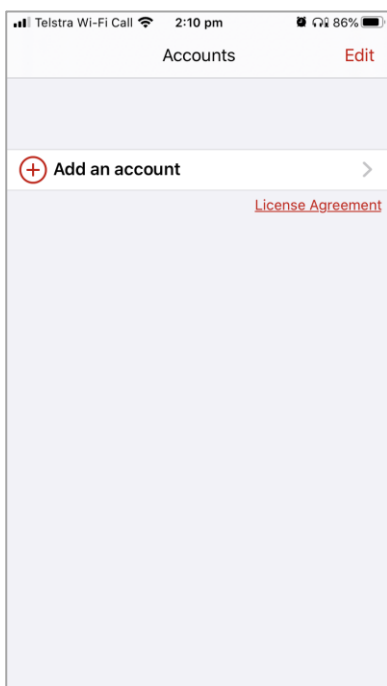 Telstra Wi-Fi Call 2:10 pm 86%
Accounts Edit
Add an account
License Agreement